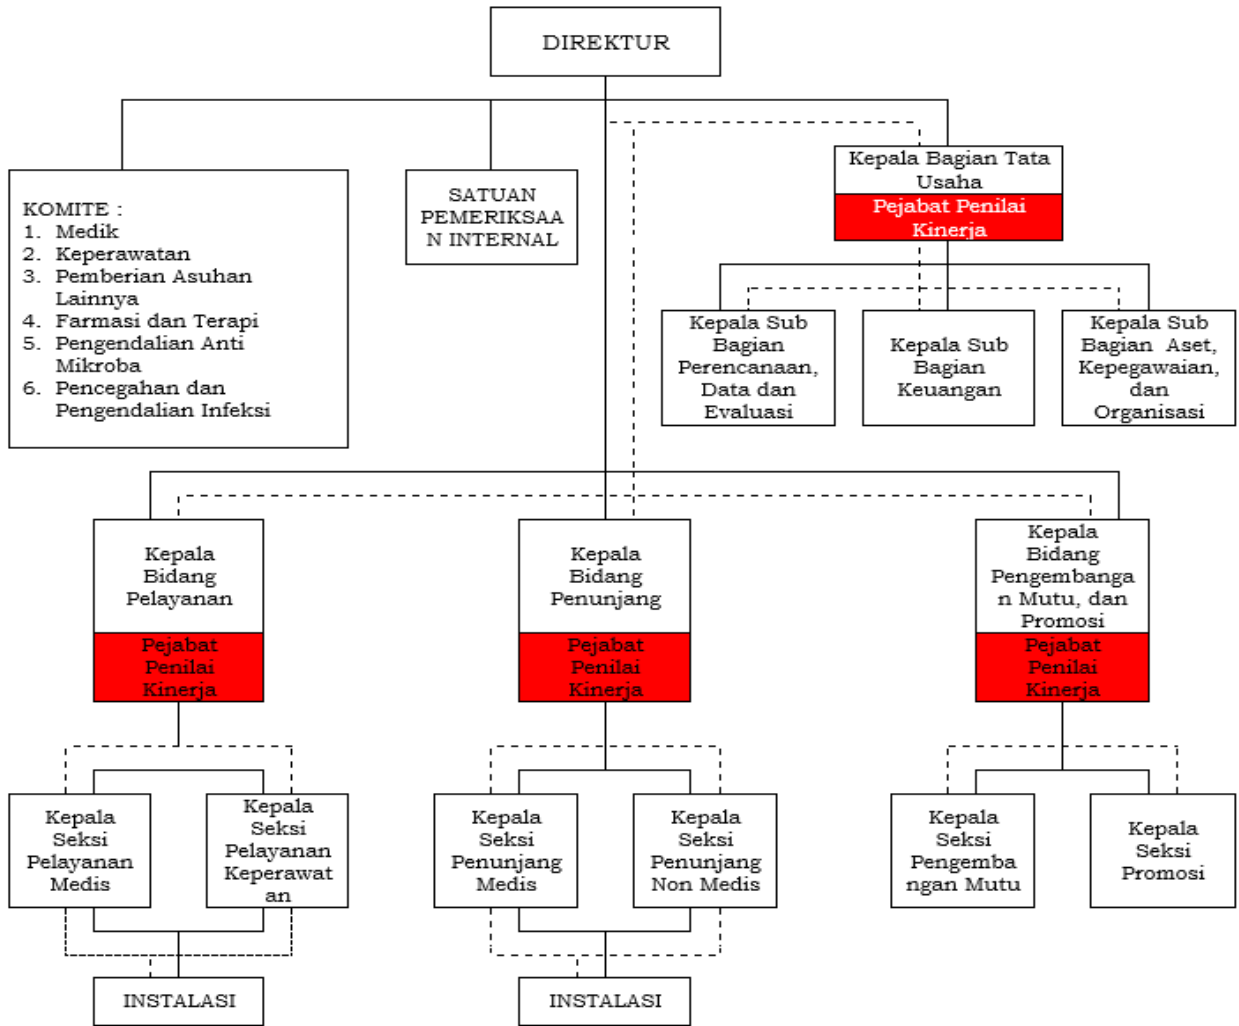 DIREKTUR
KOMITE :
1. Medik
2. Keperawatan
3. Pemberian Asuhan
Lainnya
4. Farmasi dan Terapi
5. Pengendalian Anti
Mikroba
6. Pencegahan dan
Pengendalian Infeksi
SATUAN
PEMERIKSAA
N INTERNAL
Kepala Bagian Tata
Usaha
Pejabat Penilai
Kinerja
Kepala Sub
Bagian
Perencanaan,
Data dan
Evaluasi
Kepala Sub
Bagian
Keuangan
Kepala Sub
Bagian Aset,
Kepegawaian,
dan
Organisasi
Kepala
Bidang
Pelayanan
Pejabat
Penilai
Kinerja
Kepala
Bidang
Penunjang
Pejabat
Penilai
Kinerja
Kepala
Bidang
Pengembanga
n Mutu, dan
Promosi
Pejabat
Penilai
Kinerja
Kepala
Seksi
Pelayanan
Medis
Kepala
Seksi
Pelayanan
Keperawat
an
Kepala
Seksi
Penunjang
Medis
Kepala
Seksi
Penunjang
Non Medis
Kepala
Seksi
Pengemba
ngan Mutu
Kepala
Seksi
Promosi
INSTALASI
INSTALASI